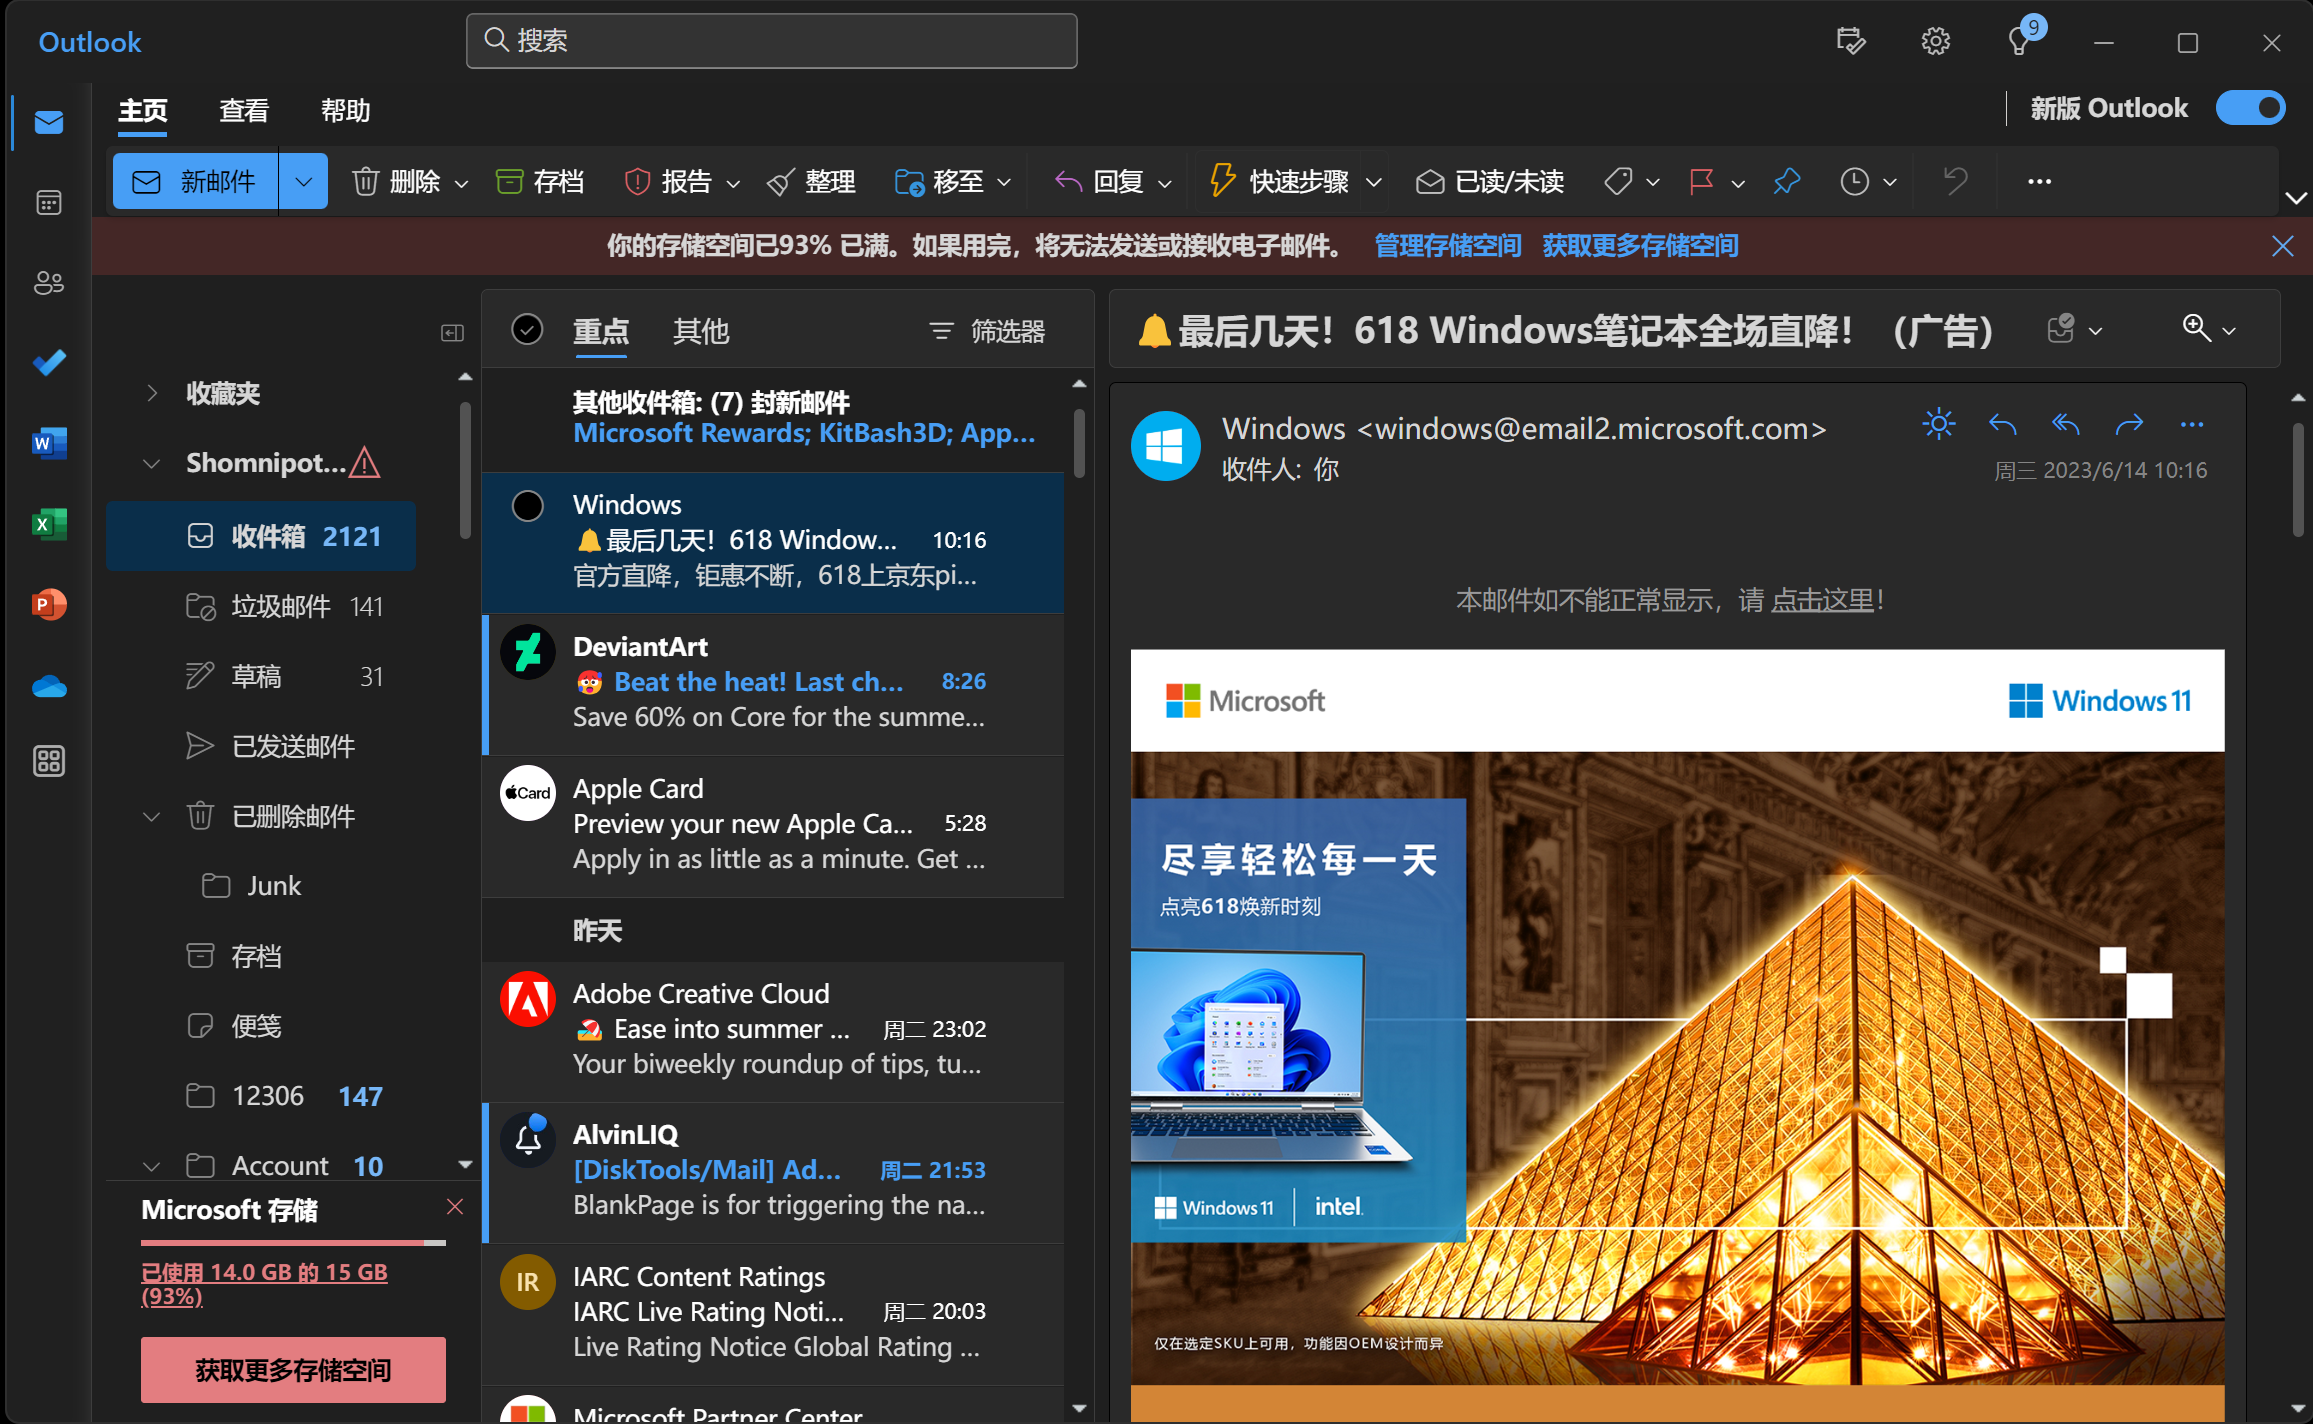 Outlook
搜索
9
主页 查看 帮助
新版 Outlook
新邮件 删除 存档 报告 整理 移至 回复 快速步骤 已读/未读
你的存储空间已93% 已满。如果用完，将无法发送或接收电子邮件。 管理存储空间 获取更多存储空间
收藏夹
Shomnipot...
收件箱 2121
垃圾邮件 141
草稿 31
已发送邮件
已删除邮件
Junk
存档
便笺
12306 147
Account 10
Microsoft 存储
已使用 14.0 GB 的 15 GB
(93%)
获取更多存储空间
重点 其他 筛选器
其他收件箱: (7) 封新邮件
Microsoft Rewards; KitBash3D; App...
Windows
🔔最后几天！618 Window... 10:16
官方直降，钜惠不断，618上京东pi...
DeviantArt
🥵 Beat the heat! Last ch... 8:26
Save 60% on Core for the summe...
Card
Apple Card
Preview your new Apple Ca... 5:28
Apply in as little as a minute. Get ...
昨天
Adobe Creative Cloud
🏖 Ease into summer ... 周二 23:02
Your biweekly roundup of tips, tu...
AlvinLIQ
[DiskTools/Mail] Ad... 周二 21:53
BlankPage is for triggering the na...
IR
IARC Content Ratings
IARC Live Rating Noti... 周二 20:03
Live Rating Notice Global Rating ...
Microsoft Partner Center
🔔最后几天！618 Windows笔记本全场直降！（广告）
Windows <windows@email2.microsoft.com>
收件人: 你
周三 2023/6/14 10:16
本邮件如不能正常显示，请 点击这里！
Microsoft
Windows 11
尽享轻松每一天
点亮618焕新时刻
Windows 11 | intel.
仅在选定SKU上可用，功能因OEM设计而异